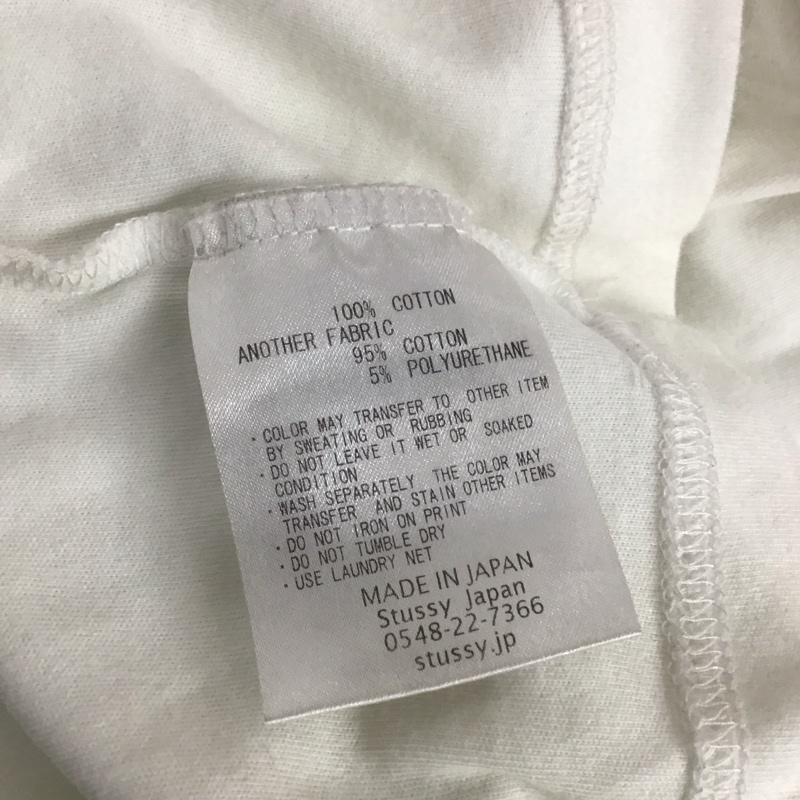 100% COTTON
ANOTHER FABRIC
95% COTTON
5% POLYURETHANE
・COLOR MAY TRANSFER TO OTHER ITEM
BY SWEATING OR RUBBING
・DO NOT LEAVE IT WET OR SOAKED
CONDITION
・WASH SEPARATELY THE COLOR MAY
TRANSFER AND STAIN OTHER ITEMS
・DO NOT IRON ON PRINT
・DO NOT TUMBLE DRY
・USE LAUNDRY NET
MADE IN JAPAN
Stussy Japan
0548-22-7366
stussy.jp